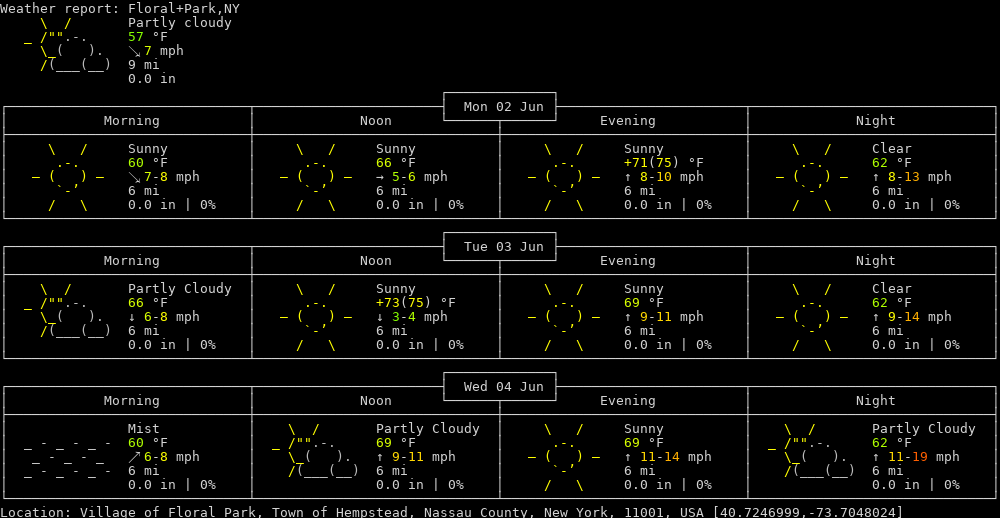 Weather report: Floral+Park,NY
Partly cloudy
57 °F
↘ 7 mph
9 mi
0.0 in
Mon 02 Jun
Morning Noon Evening Night
Sunny Sunny Sunny Clear
60 °F 66 °F +71(75) °F 62 °F
↘ 7-8 mph → 5-6 mph ↑ 8-10 mph ↑ 8-13 mph
6 mi 6 mi 6 mi 6 mi
0.0 in | 0% 0.0 in | 0% 0.0 in | 0% 0.0 in | 0%
Tue 03 Jun
Morning Noon Evening Night
Partly Cloudy Sunny Sunny Clear
66 °F +73(75) °F 69 °F 62 °F
↓ 6-8 mph ↓ 3-4 mph ↑ 9-11 mph ↑ 9-14 mph
6 mi 6 mi 6 mi 6 mi
0.0 in | 0% 0.0 in | 0% 0.0 in | 0% 0.0 in | 0%
Wed 04 Jun
Morning Noon Evening Night
Mist Partly Cloudy Sunny Partly Cloudy
60 °F 69 °F 69 °F 62 °F
↗ 6-8 mph ↑ 9-11 mph ↑ 11-14 mph ↑ 11-19 mph
6 mi 6 mi 6 mi 6 mi
0.0 in | 0% 0.0 in | 0% 0.0 in | 0% 0.0 in | 0%
Location: Village of Floral Park, Town of Hempstead, Nassau County, New York, 11001, USA [40.7246999,-73.7048024]